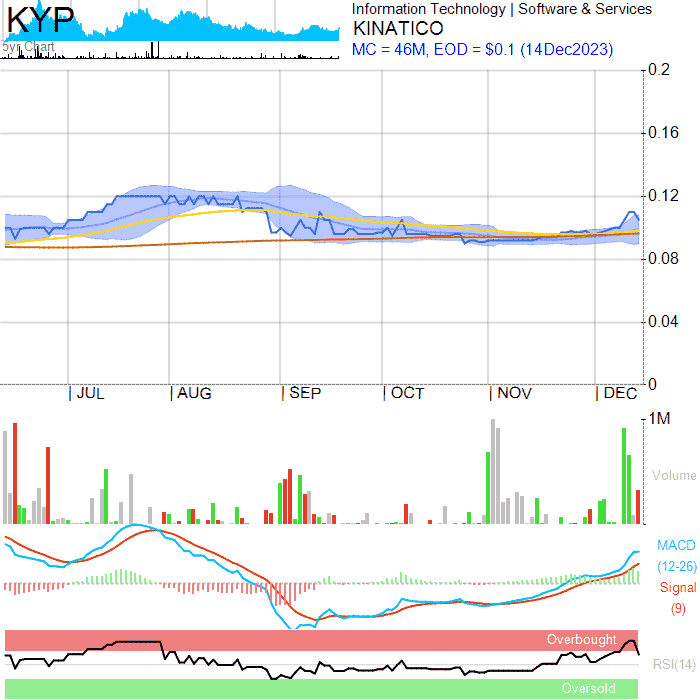 KYP
5yr Chart
Information Technology | Software & Services
KINATICO
MC = 46M, EOD = $0.1 (14Dec2023)
0.2
0.16
0.12
0.08
0.04
0
| JUL | AUG | SEP | OCT | NOV | DEC
1M
Volume
MACD
(12-26)
Signal
(9)
Overbought
RSI(14)
Oversold